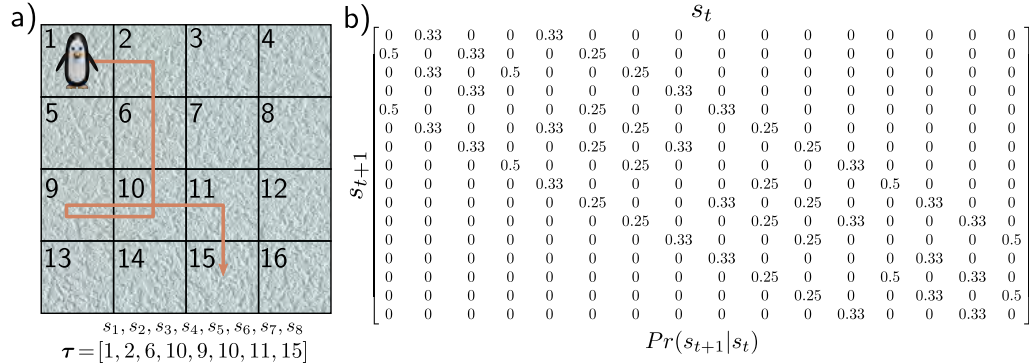 a)
1 2 3 4
5 6 7 8
9 10 11 12
13 14 15 16
s₁, s₂, s₃, s₄, s₅, s₆, s₇, s₈
τ = [1, 2, 6, 10, 9, 10, 11, 15]
b)
sₜ
sₜ₊₁
0 0.33 0 0 0.33 0 0 0 0 0 0 0 0 0 0 0
0.5 0 0.33 0 0 0.25 0 0 0 0 0 0 0 0 0 0
0 0.33 0 0.5 0 0 0.25 0 0 0 0 0 0 0 0 0
0 0 0.33 0 0 0 0 0.33 0 0 0 0 0 0 0 0
0.5 0 0 0 0 0.25 0 0 0.33 0 0 0 0 0 0 0
0 0.33 0 0 0.33 0 0.25 0 0 0.25 0 0 0 0 0 0
0 0 0.33 0 0 0.25 0 0.33 0 0 0.25 0 0 0 0 0
0 0 0 0.5 0 0 0.25 0 0 0 0 0.33 0 0 0 0
0 0 0 0 0.33 0 0 0 0 0.25 0 0 0.5 0 0 0
0 0 0 0 0 0.25 0 0 0.33 0 0.25 0 0 0.33 0 0
0 0 0 0 0 0 0.25 0 0 0.25 0 0.33 0 0 0.33 0
0 0 0 0 0 0 0 0.33 0 0 0.25 0 0 0 0 0.5
0 0 0 0 0 0 0 0 0.33 0 0 0 0 0.33 0 0
0 0 0 0 0 0 0 0 0 0.25 0 0 0.5 0 0.33 0
0 0 0 0 0 0 0 0 0 0 0.25 0 0 0.33 0 0.5
0 0 0 0 0 0 0 0 0 0 0 0.33 0 0 0.33 0
Pr(sₜ₊₁|sₜ)